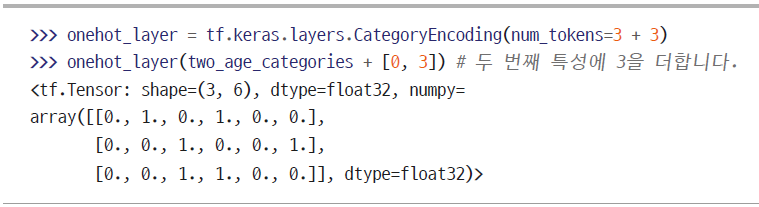 >>> onehot_layer = tf.keras.layers.CategoryEncoding(num_tokens=3 + 3)
>>> onehot_layer(two_age_categories + [0, 3]) # 두 번째 특성에 3을 더합니다.
<tf.Tensor: shape=(3, 6), dtype=float32, numpy=
array([[0., 1., 0., 1., 0., 0.],
       [0., 0., 1., 0., 0., 1.],
       [0., 0., 1., 1., 0., 0.]], dtype=float32)>